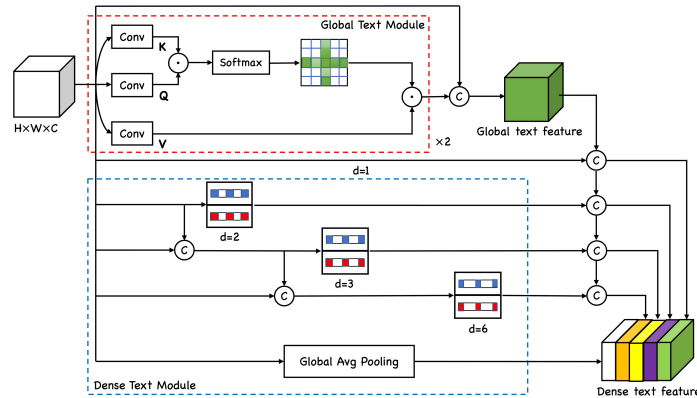 Global Text Module
Conv
K
Softmax
Conv
Q
C
H×W×C
Global text feature
Conv
V
×2
C
d=1
C
d=2
C
C
d=3
C
C
d=6
Global Avg Pooling
Dense Text Module
Dense text feature